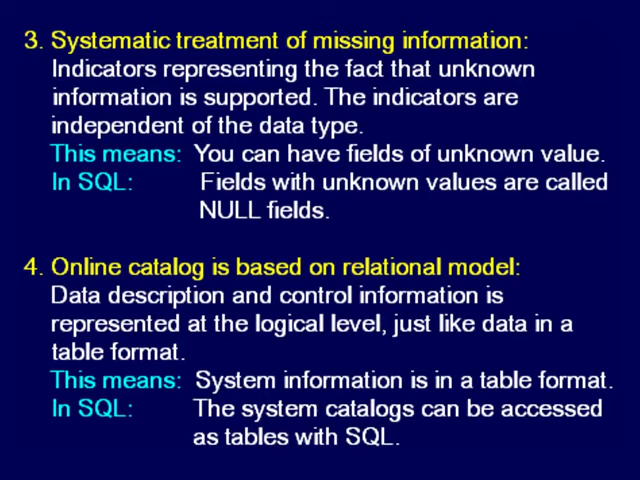 3. Systematic treatment of missing information:
Indicators representing the fact that unknown
information is supported. The indicators are
independent of the data type.
This means: You can have fields of unknown value.
In SQL: Fields with unknown values are called
NULL fields.
4. Online catalog is based on relational model:
Data description and control information is
represented at the logical level, just like data in a
table format.
This means: System information is in a table format.
In SQL: The system catalogs can be accessed
as tables with SQL.